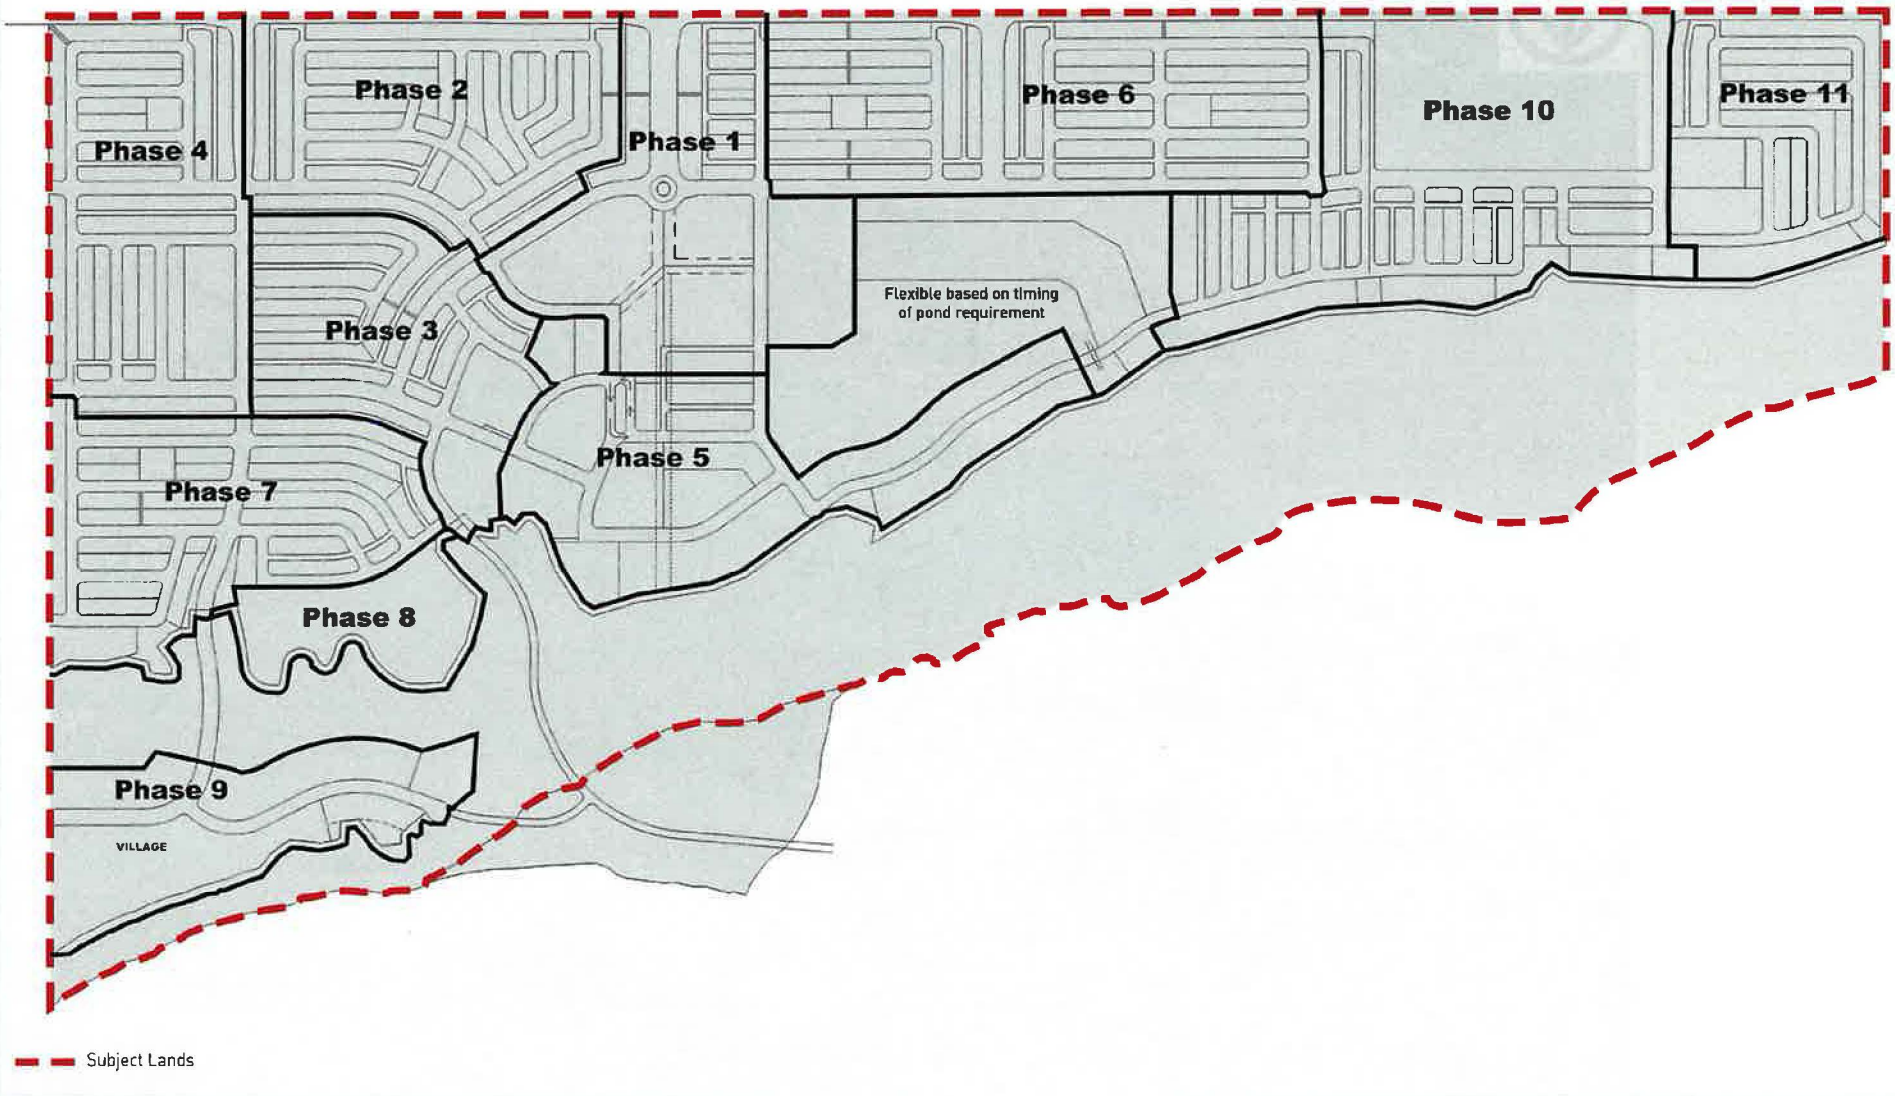 Phase 2
Phase 6
Phase 11
Phase 10
Phase 1
Phase 4
Flexible based on timing
of pond requirement
Phase 3
Phase 5
Phase 7
Phase 8
Phase 9
VILLAGE
Subject Lands